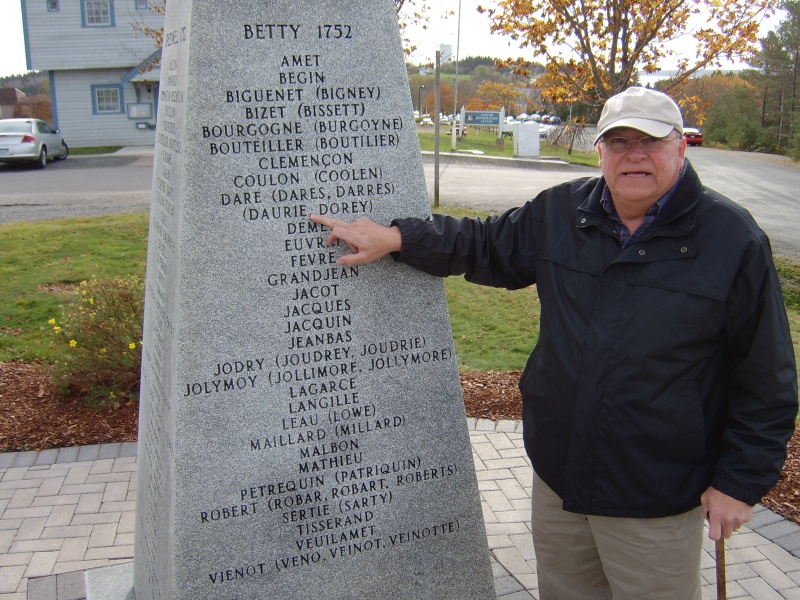 BETTY 1752
AMET
BEGIN
BIGUENET (BIGNEY)
BIZET (BISSETT)
BOURGOGNE (BURGOYNE)
BOUTEILLER (BOUTILIER)
CLEMENÇON
COULON (COOLEN)
DARE (DARES, DARRES)
(DAURIE, DOREY)
FEVRE
GRANDJEAN
JACOT
JACQUES
JACQUIN
JEANBAS
JODRY (JOUDREY, JOUDRIE)
JOLYMOY (JOLLIMORE, JOLLYMORE)
LAGARCE
LANGILLE
LEAU (LOWE)
MAILLARD (MILLARD)
MALBON
MATHIEU
PETREQUIN (PATRIQUIN)
ROBERT (ROBAR, ROBART, ROBERTS)
SERTIE (SARTY)
TISSERAND
VEUILAMET
VIENOT (VENO, VEINOT, VEINOTTE)